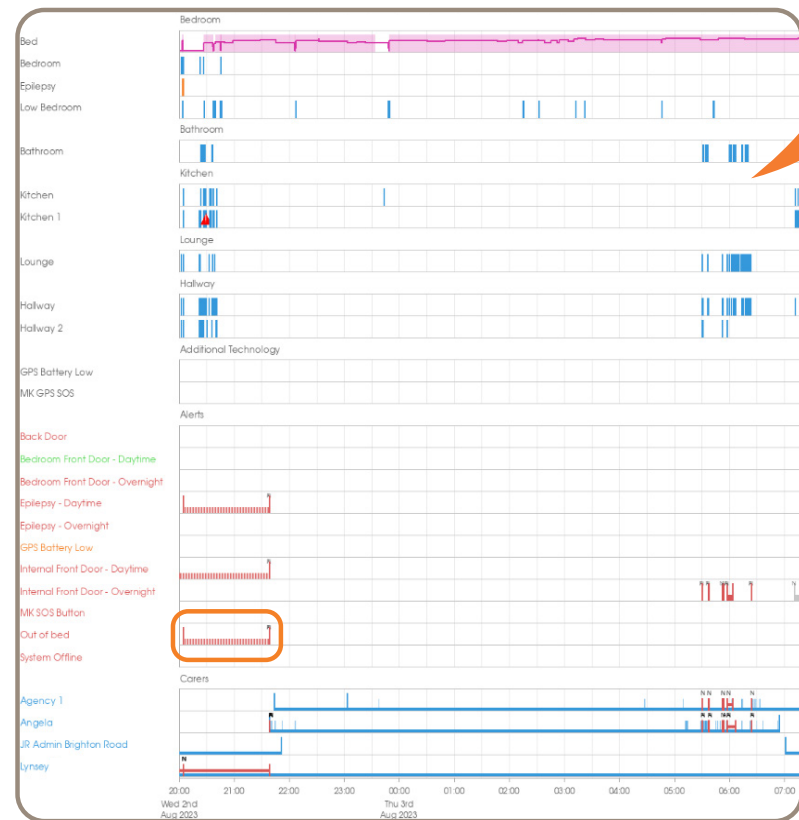 Bedroom
Bed
Bedroom
Epilepsy
Low Bedroom
Bathroom
Bathroom
Kitchen
Kitchen
Kitchen 1
Lounge
Lounge
Hallway
Hallway
Hallway 2
Additional Technology
GPS Battery Low
MK GPS SOS
Alerts
Back Door
Bedroom Front Door - Daytime
Bedroom Front Door - Overnight
Epilepsy - Daytime
Epilepsy - Overnight
GPS Battery Low
Internal Front Door - Daytime
Internal Front Door - Overnight
MK SOS Button
Out of bed
System Offline
Carers
Agency 1
Angela
JR Admin Brighton Road
Lynsey
20:00 21:00 22:00 23:00 00:00 01:00 02:00 03:00 04:00 05:00 06:00 07:00
Wed 2nd Thu 3rd
Aug 2023 Aug 2023